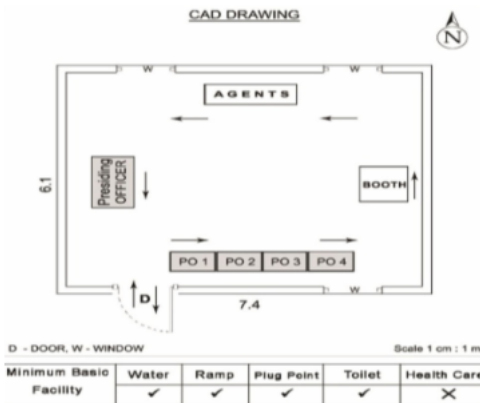 CAD DRAWING
N
W
W
AGENTS
Presiding
OFFICER
6.1
BOOTH
PO 1 PO 2 PO 3 PO 4
D
W
7.4
D - DOOR, W - WINDOW
Scale 1 cm : 1 m
Minimum Basic Facility Water Ramp Plug Point Toilet Health Care
✓ ✓ ✓ ✓ ✗